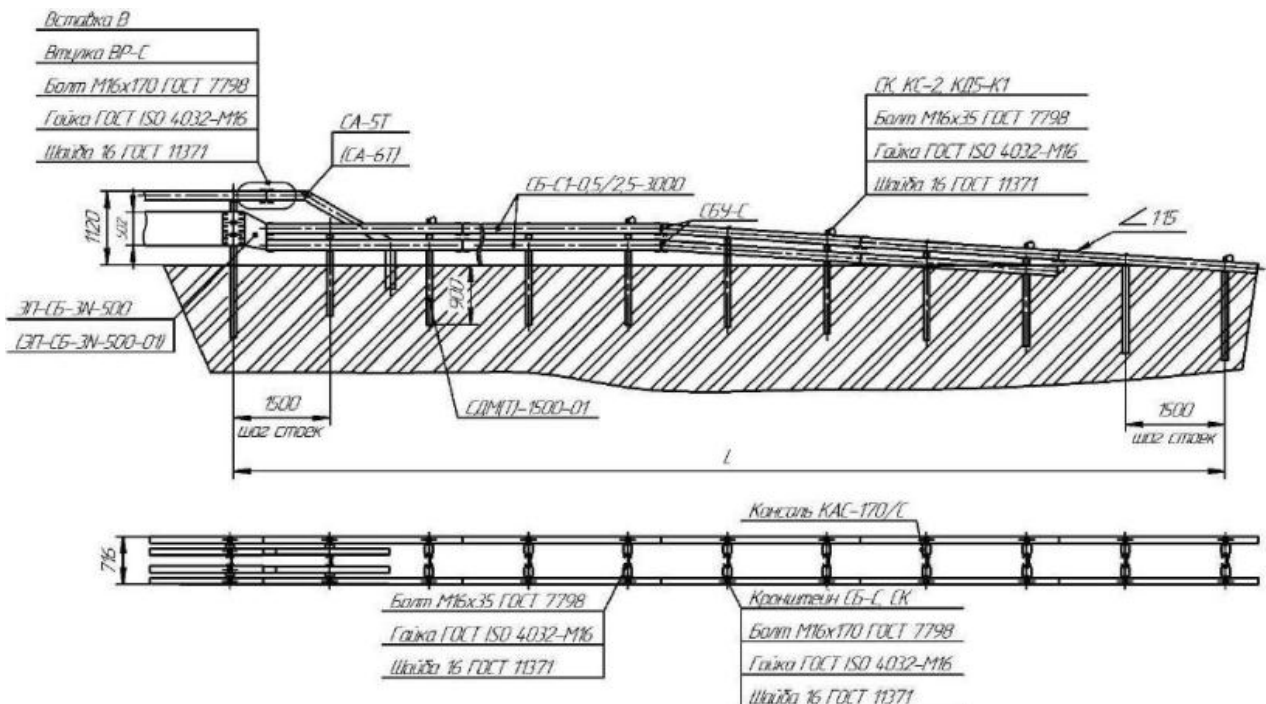 Вставка В
Втулка ВР-С
Болт М16х170 ГОСТ 7798
Гайка ГОСТ ISO 4032-М16
Шайба 16 ГОСТ 11371
СА-5Т
(СА-6Т)
СБ-С1-0,5/2,5-3000
СБУ-С
СК, КС-2, КД5-К1
Болт М16х35 ГОСТ 7798
Гайка ГОСТ ISO 4032-М16
Шайба 16 ГОСТ 11371
1:15
1120
502
900
ЭП-СБ-3N-500
(ЭП-СБ-3N-500-01)
СДМ(Т)-1500-01
1500
шаг стоек
1500
шаг стоек
L
Консоль КАС-170/С
716
Болт М16х35 ГОСТ 7798
Гайка ГОСТ ISO 4032-М16
Шайба 16 ГОСТ 11371
Кронштейн СБ-С, СК
Болт М16х170 ГОСТ 7798
Гайка ГОСТ ISO 4032-М16
Шайба 16 ГОСТ 11371